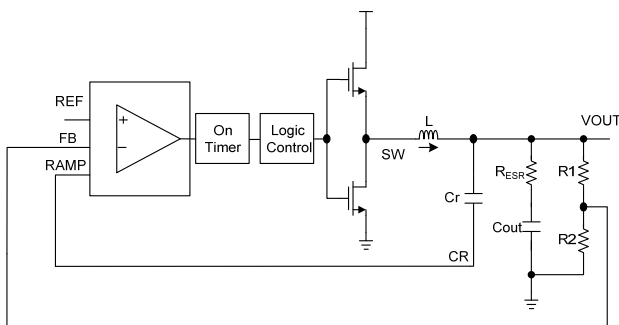 REF
FB
RAMP
+
−
On
Timer
Logic
Control
SW
L
VOUT
RESR
R1
Cr
Cout
R2
CR